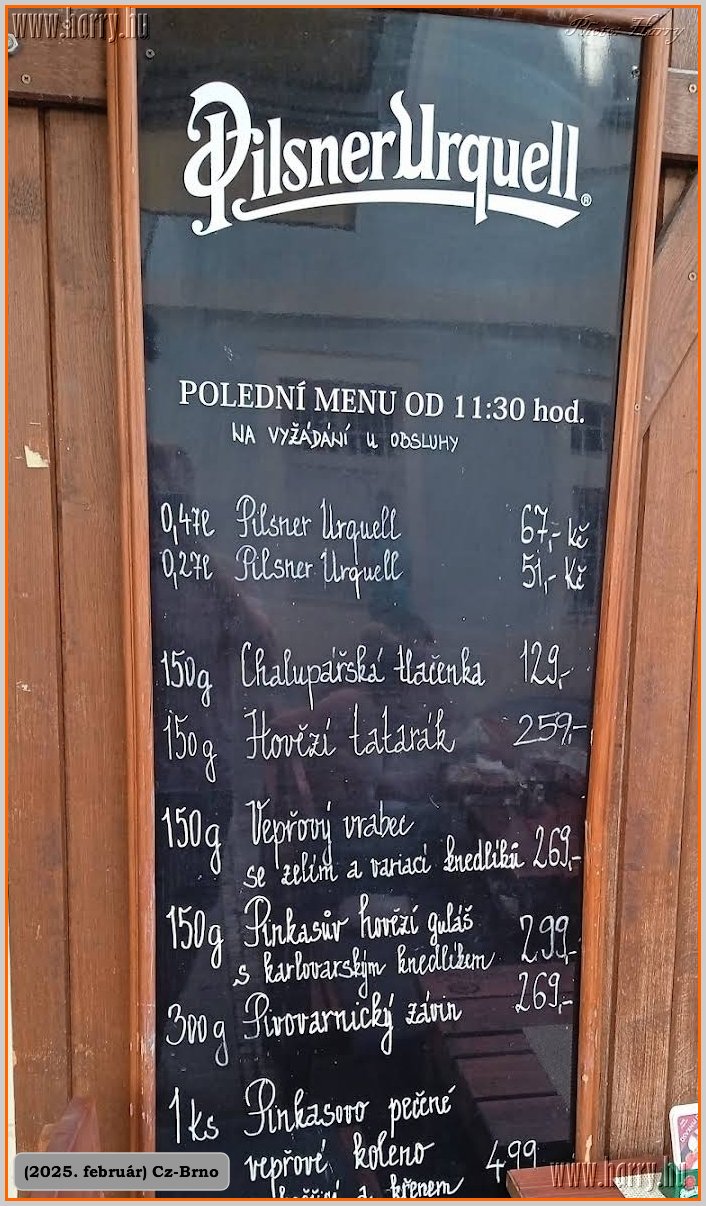 www.harry.hu
Photos Harry
Pilsner Urquell®
POLEDNÍ MENU OD 11:30 hod.
NA VYŽÁDÁNÍ U OBSLUHY
0,47l Pilsner Urquell 67,- Kč
0,27l Pilsner Urquell 51,- Kč
150g Chalupářská tlačenka 129,-
150g Hovězí tatarák 259,-
150g Vepřový vrabec
se zelím a variací knedlíků 269,-
150g Pinkasův hovězí guláš
s karlovarským knedlíkem 299,-
300g Pivovarnický závin 269,-
1ks Pinkasovo pečené
vepřové koleno 499
a křenem
(2025. február) Cz-Brno
www.harry.hu